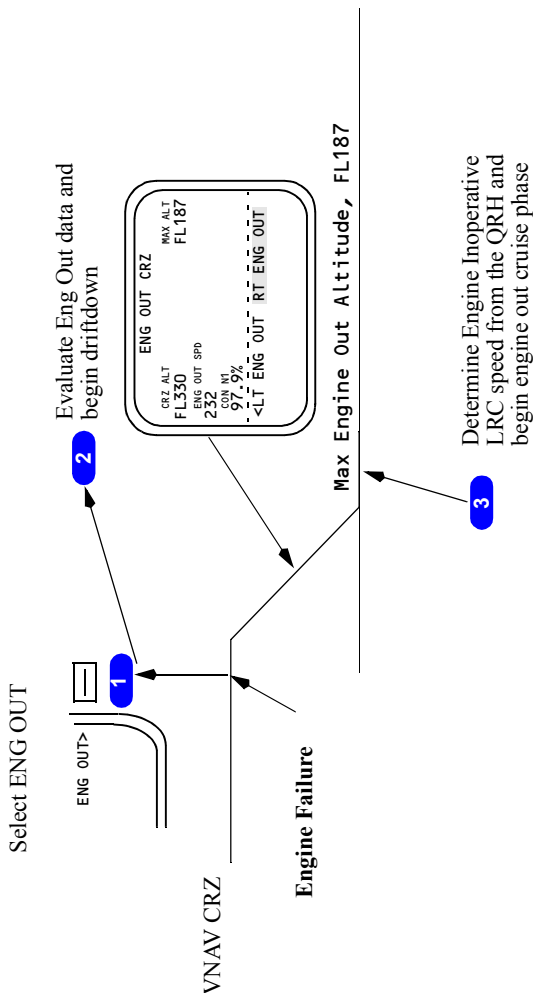 Select ENG OUT
ENG OUT>
1
2
Evaluate Eng Out data and
begin driftdown
VNAV CRZ
Engine Failure
ENG OUT CRZ
CRZ ALT
MAX ALT
FL330
FL187
ENG OUT SPD
232
CON N1
97.9%
<LT ENG OUT RT ENG OUT
Max Engine Out Altitude, FL187
3
Determine Engine Inoperative
LRC speed from the QRH and
begin engine out cruise phase